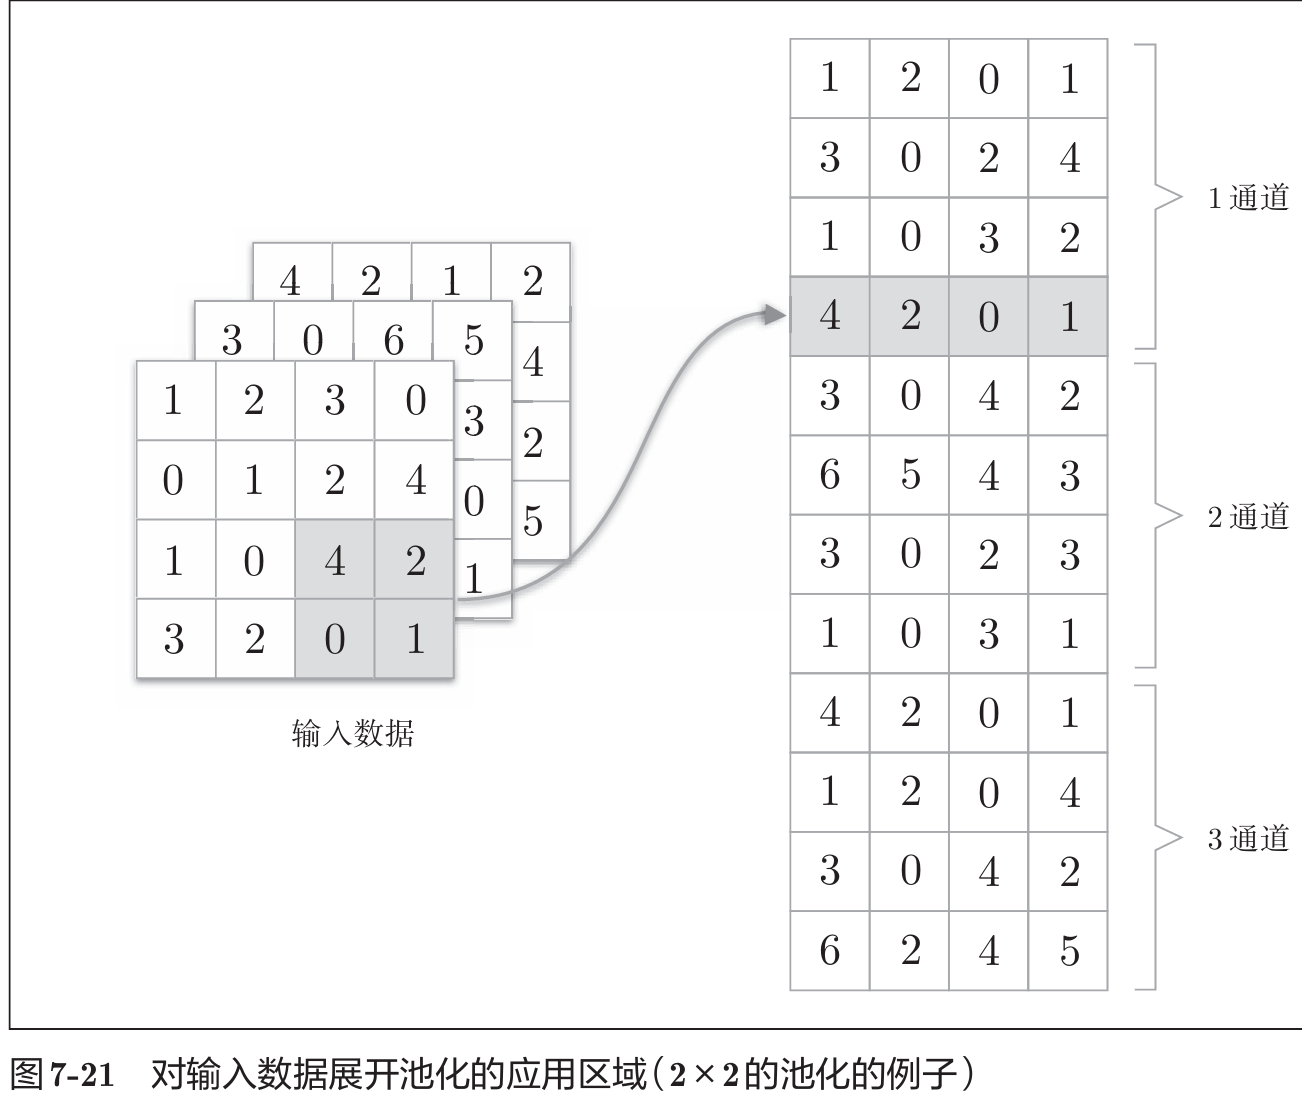 4 2 1 2
3 0 6 5
4
1 2 3 0
3
2
0 1 2 4
0
5
1 0 4 2
1
3 2 0 1
输入数据
1 2 0 1
3 0 2 4
1 0 3 2
4 2 0 1
1通道
3 0 4 2
6 5 4 3
3 0 2 3
1 0 3 1
2通道
4 2 0 1
1 2 0 4
3 0 4 2
6 2 4 5
3通道
图7-21 对输入数据展开池化的应用区域(2×2的池化的例子)